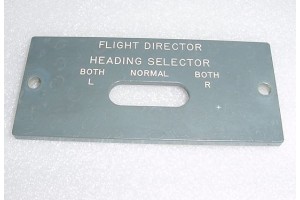 FLIGHT DIRECTOR
HEADING SELECTOR
BOTH NORMAL BOTH
L R